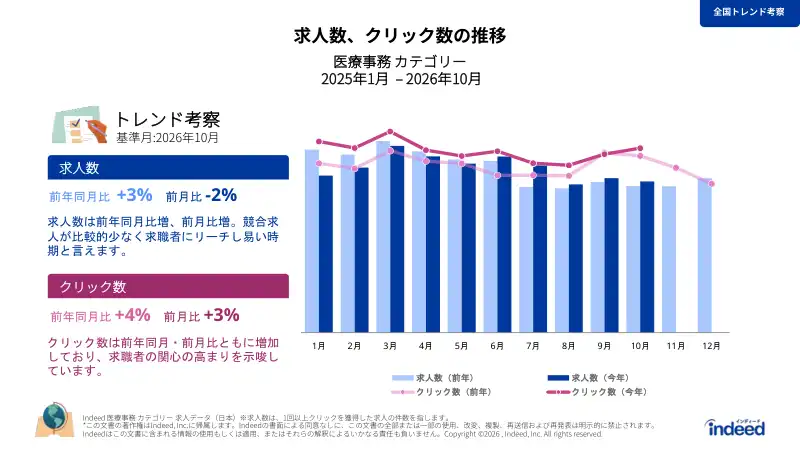 全国トレンド考察
求人数、クリック数の推移
医療事務 カテゴリー
2025年1月 – 2026年10月
トレンド考察
基準月:2026年10月
求人数
前年同月比 +3% 前月比 -2%
求人数は前年同月比増、前月比増。競合求
人が比較的少なく求職者にリーチし易い時
期と言えます。
クリック数
前年同月比 +4% 前月比 +3%
クリック数は前年同月・前月比ともに増加
しており、求職者の関心の高まりを示唆し
ています。
1月 2月 3月 4月 5月 6月 7月 8月 9月 10月 11月 12月
求人数（前年） 求人数（今年）
クリック数（前年） クリック数（今年）
Indeed 医療事務 カテゴリー 求人データ（日本）※求人数は、1回以上クリックを獲得した求人の件数を指します。
*この文書の著作権はIndeed, Inc.に帰属します。Indeedの書面による同意なしに、この文書の全部または一部の使用、改変、複製、再送信および再発表は明示的に禁止されます。
Indeedはこの文書に含まれる情報の使用もしくは適用、またはそれらの解釈によるいかなる責任も負いません。Copyright ©2026 , Indeed, Inc. All rights reserved.
インディード
indeed